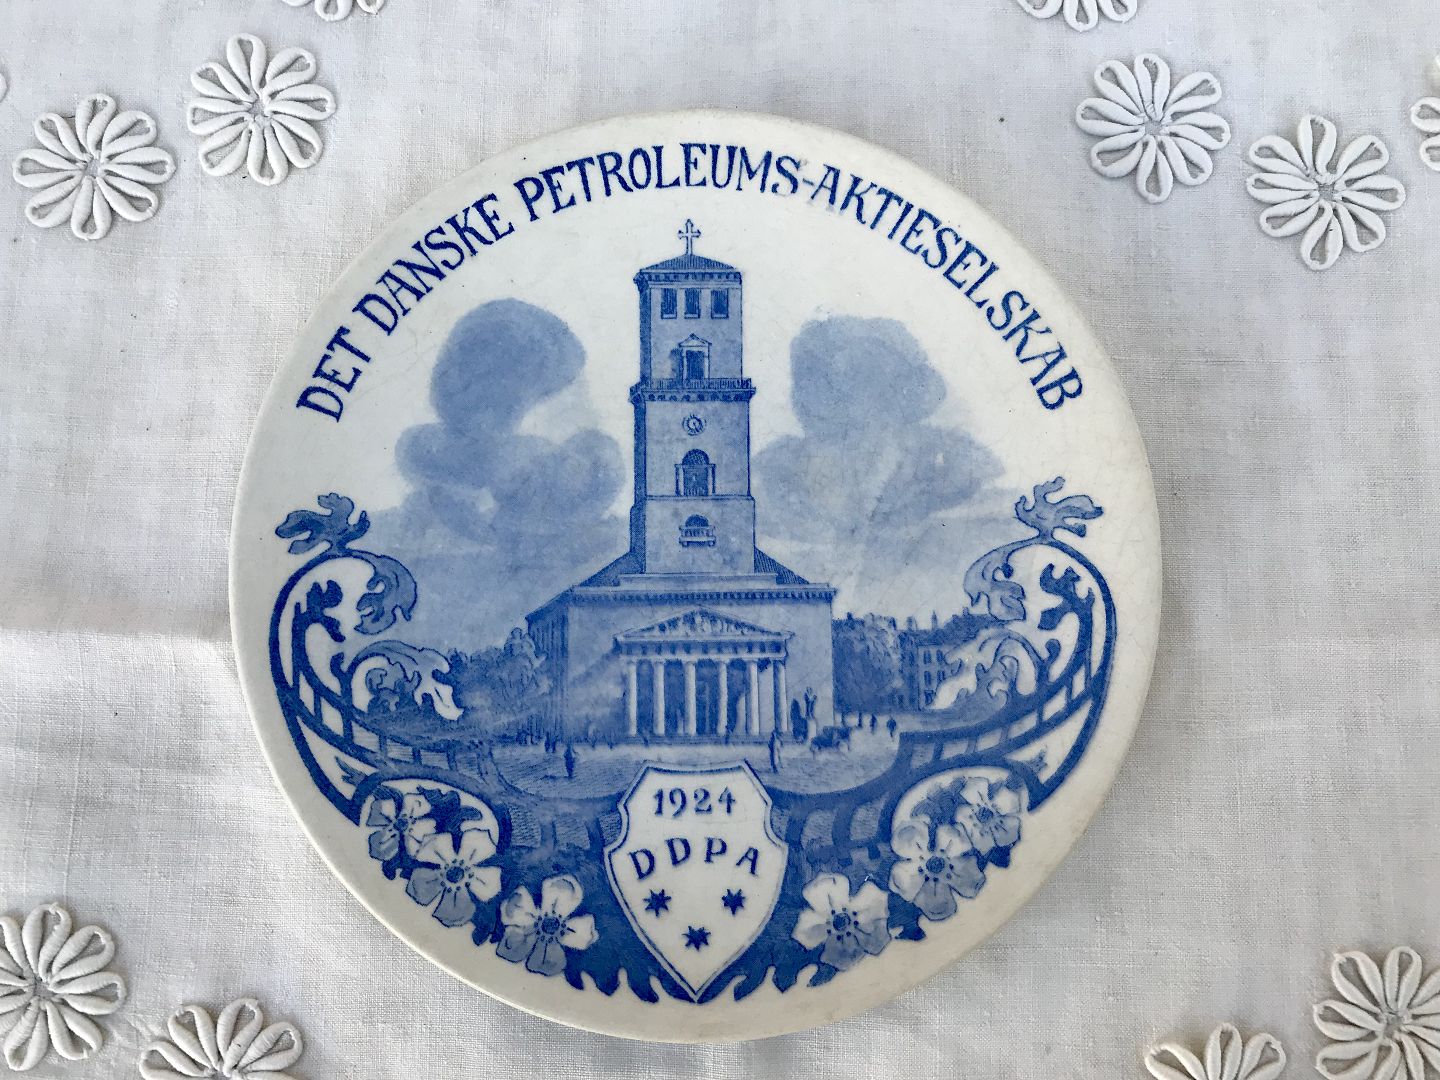 DET DANSKE PETROLEUMS-AKTIESELSKAB
1924
DDPA